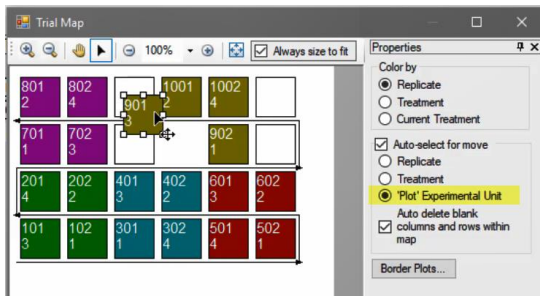 Trial Map
100%
Always size to fit
Properties
801 802 901 1001 1002
2 4 3 2 4
701 702 902
1 3 1
201 202 401 402 601 602
4 2 3 2 3 2
101 102 301 302 501 502
3 1 1 4 4 1
Color by
Replicate
Treatment
Current Treatment
Auto-select for move
Replicate
Treatment
'Plot' Experimental Unit
Auto delete blank
columns and rows within
map
Border Plots...